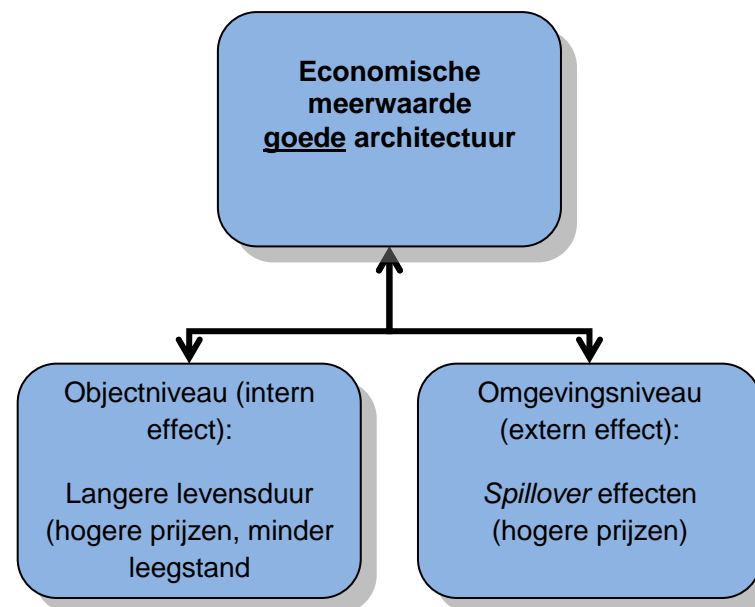 Economische
meerwaarde
goede architectuur
Objectniveau (intern
effect):
Langere levensduur
(hogere prijzen, minder
leegstand
Omgevingsniveau
(extern effect):
Spillover effecten
(hogere prijzen)